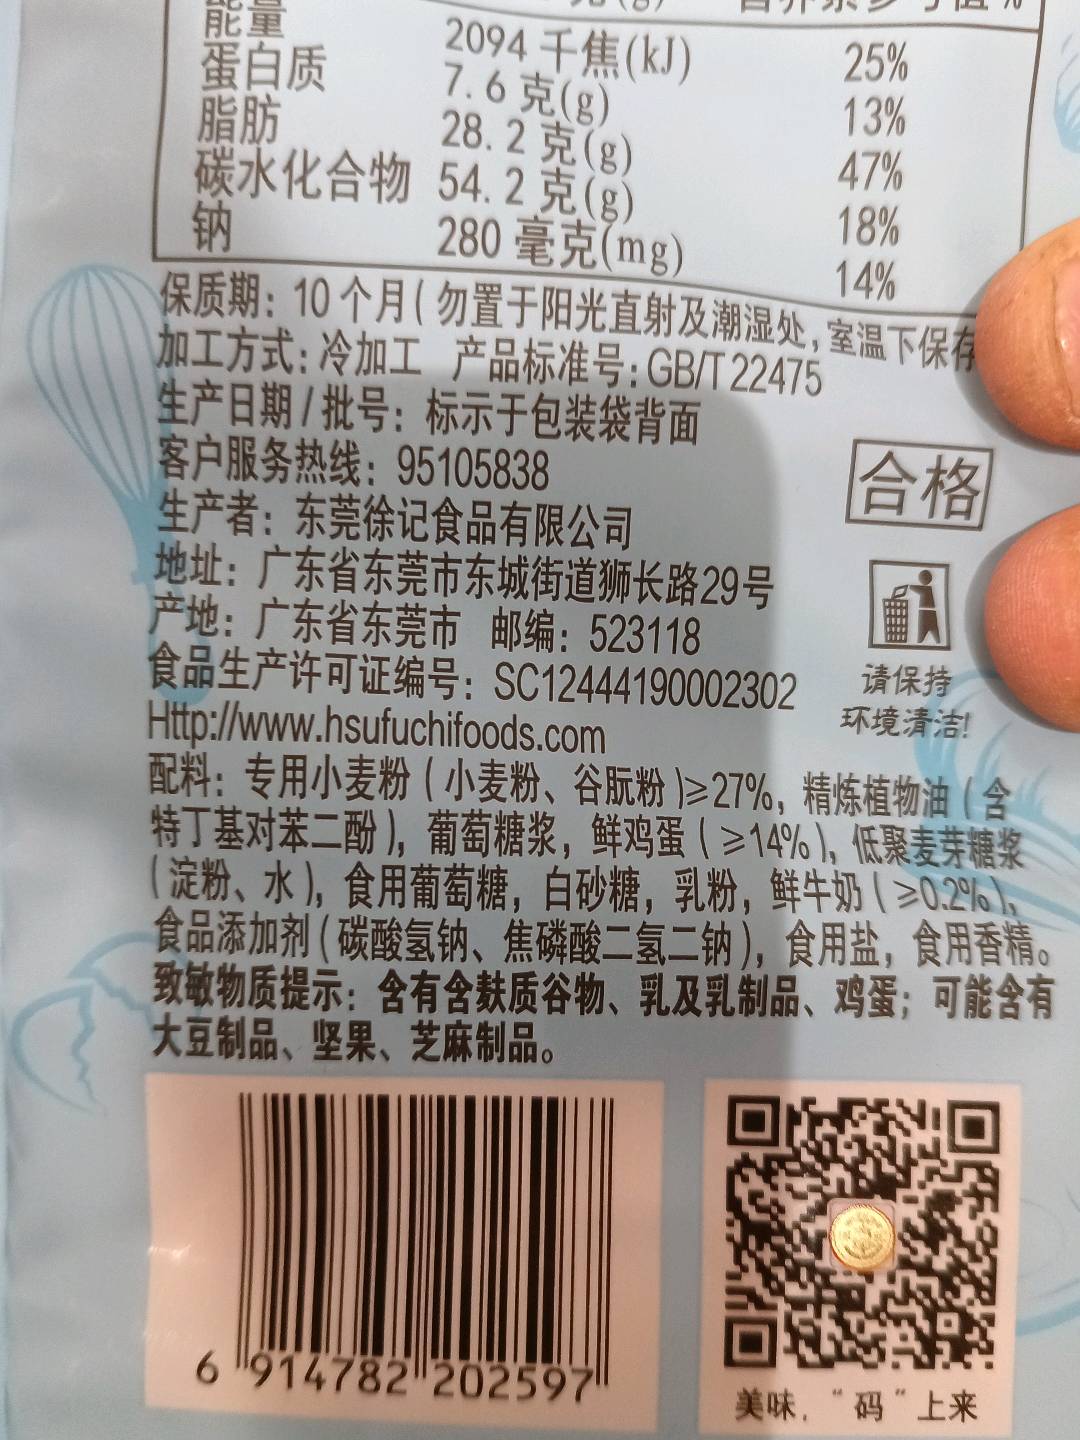 能量 2094 千焦(kJ) 25%
蛋白质 7.6 克(g) 13%
脂肪 28.2 克(g) 47%
碳水化合物 54.2 克(g) 18%
钠 280 毫克(mg) 14%
保质期：10个月(勿置于阳光直射及潮湿处,室温下保存
加工方式：冷加工 产品标准号：GB/T 22475
生产日期/批号：标示于包装袋背面
客户服务热线：95105838
合格
生产者：东莞徐记食品有限公司
地址：广东省东莞市东城街道狮长路29号
产地：广东省东莞市 邮编：523118
食品生产许可证编号：SC12444190002302
请保持
环境清洁!
Http://www.hsufuchifoods.com
配料：专用小麦粉(小麦粉、谷朊粉)≥27%，精炼植物油(含
特丁基对苯二酚)，葡萄糖浆，鲜鸡蛋(≥14%)，低聚麦芽糖浆
(淀粉、水)，食用葡萄糖，白砂糖，乳粉，鲜牛奶(≥0.2%)，
食品添加剂(碳酸氢钠、焦磷酸二氢二钠)，食用盐，食用香精。
致敏物质提示：含有含麸质谷物、乳及乳制品、鸡蛋；可能含有
大豆制品、坚果、芝麻制品。
6 914782 202597
美味，“码”上来